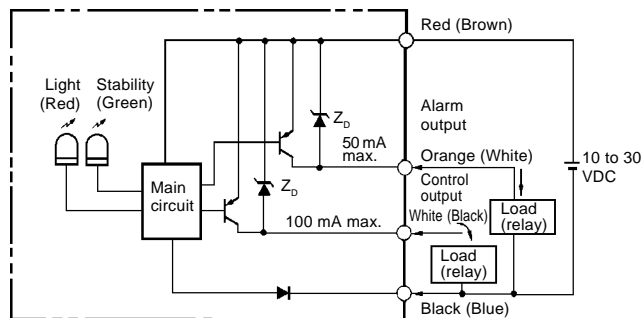 Red (Brown)
Light
(Red)
Stability
(Green)
Z_D
Alarm
output
50 mA
max.
Orange (White)
10 to 30
VDC
Main
circuit
Z_D
Control
output
100 mA max.
White (Black)
Load
(relay)
Load
(relay)
Black (Blue)